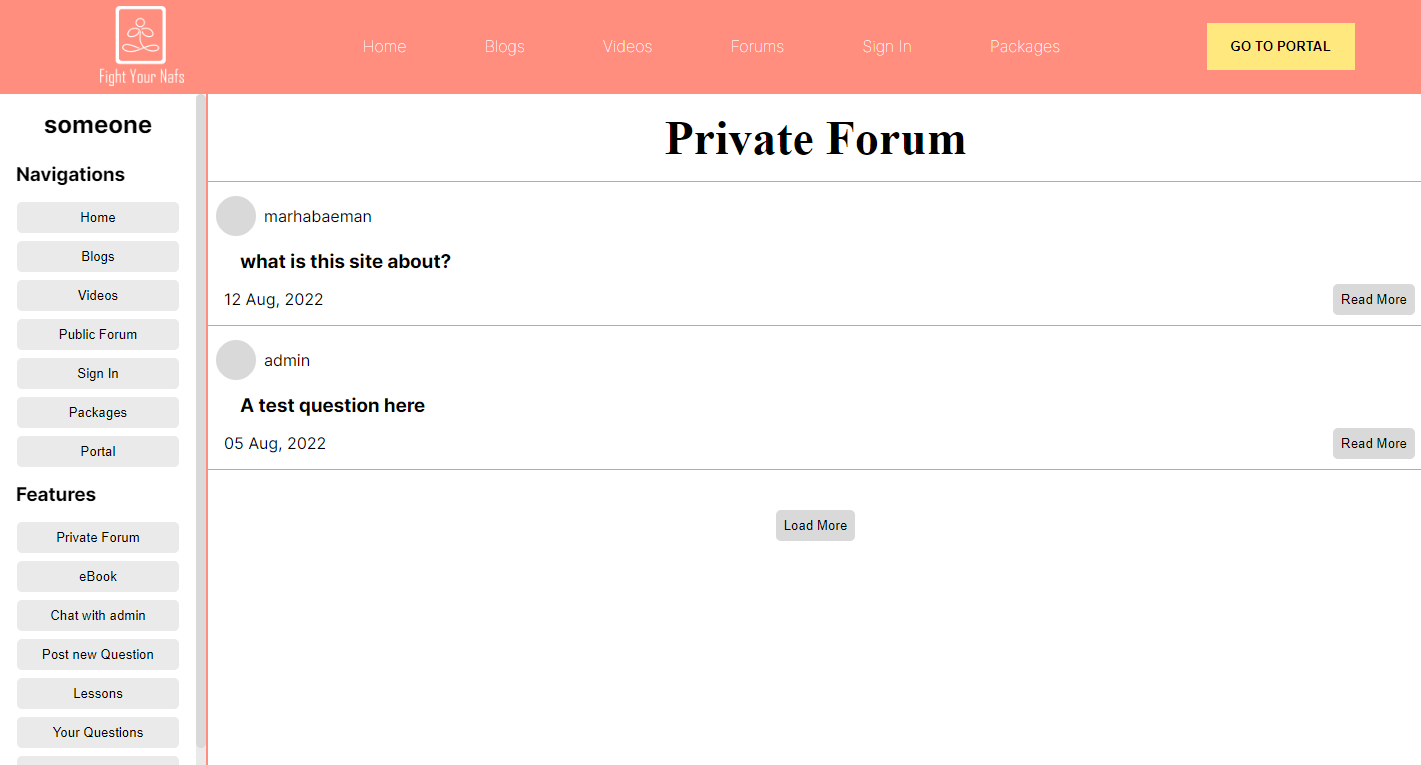 Fight Your Nafs
Home
Blogs
Videos
Forums
Sign In
Packages
GO TO PORTAL
someone
Navigations
Home
Blogs
Videos
Public Forum
Sign In
Packages
Portal
Features
Private Forum
eBook
Chat with admin
Post new Question
Lessons
Your Questions
Private Forum
marhabaeman
what is this site about?
12 Aug, 2022
Read More
admin
A test question here
05 Aug, 2022
Read More
Load More